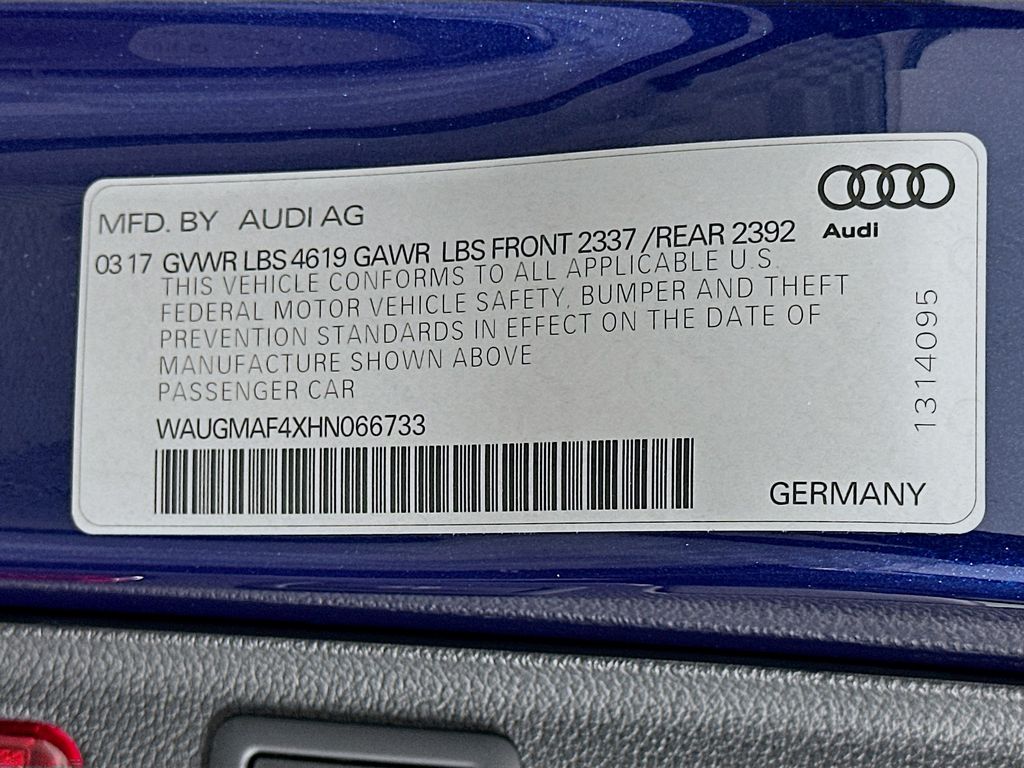 MFD. BY AUDI AG
Audi
03 17 GVWR LBS 4619 GAWR LBS FRONT 2337 /REAR 2392
THIS VEHICLE CONFORMS TO ALL APPLICABLE U.S.
FEDERAL MOTOR VEHICLE SAFETY, BUMPER AND THEFT
PREVENTION STANDARDS IN EFFECT ON THE DATE OF
MANUFACTURE SHOWN ABOVE
PASSENGER CAR
WAUGMAF4XHN066733
GERMANY
1314095